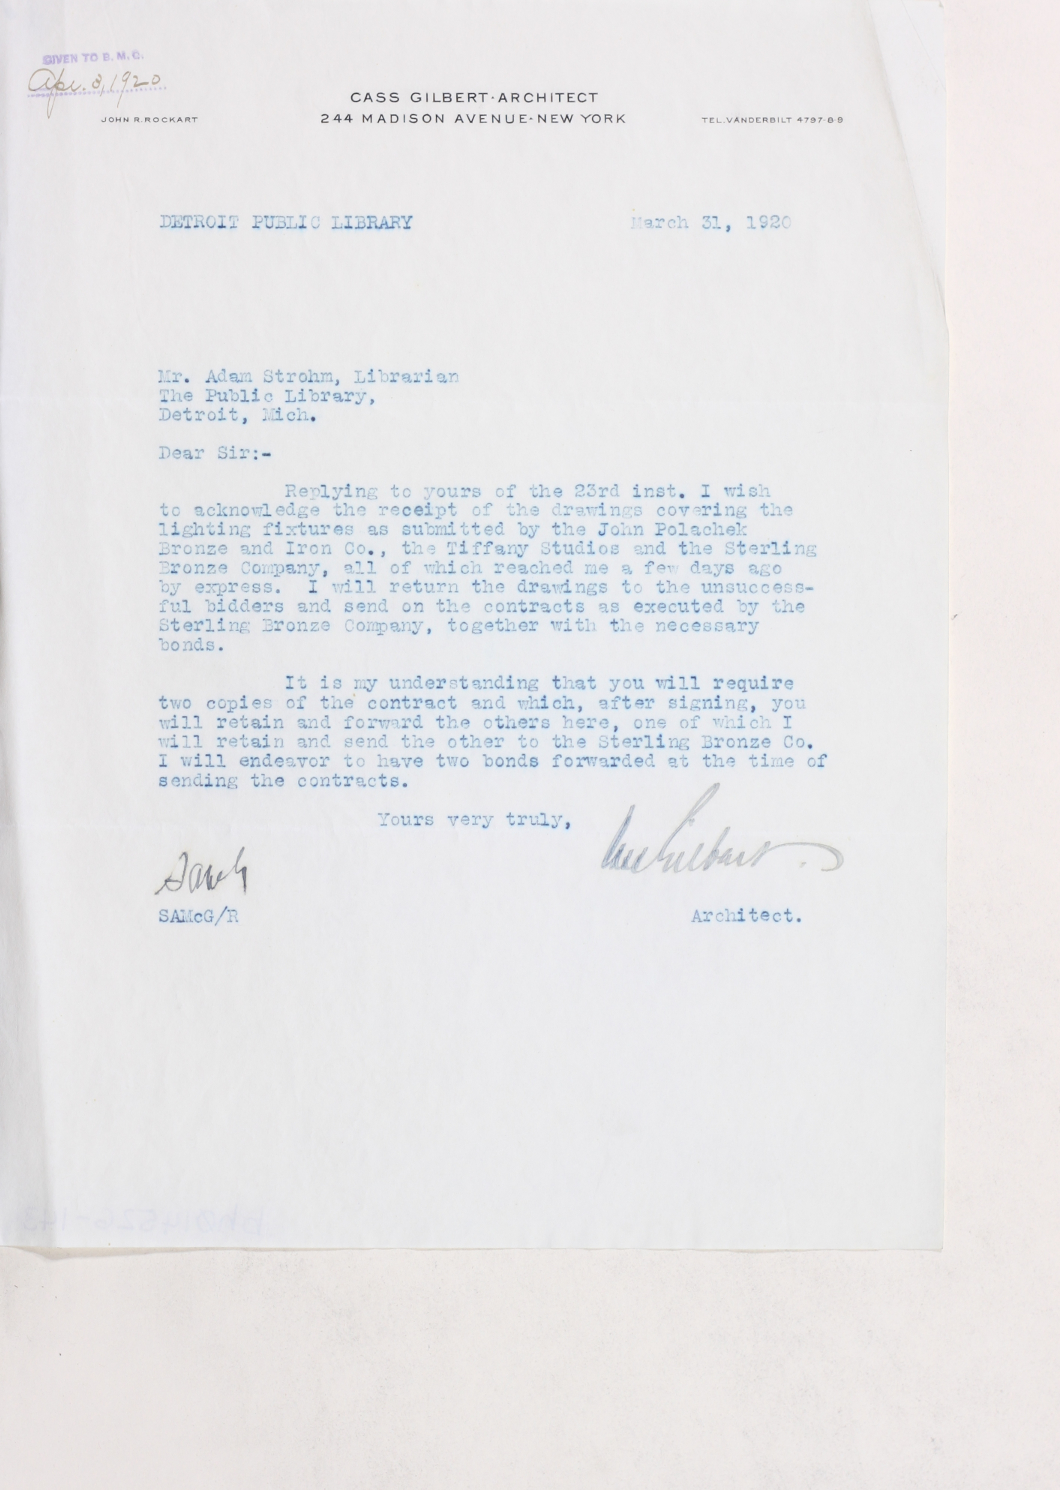 GIVEN TO B. M. C.
Apr. 8, 1920
CASS GILBERT·ARCHITECT
JOHN R. ROCKART
244 MADISON AVENUE·NEW YORK
TEL. VANDERBILT 4797-8-9
DETROIT PUBLIC LIBRARY
March 31, 1920
Mr. Adam Strohm, Librarian
The Public Library,
Detroit, Mich.
Dear Sir:-
Replying to yours of the 23rd inst. I wish
to acknowledge the receipt of the drawings covering the
lighting fixtures as submitted by the John Polachek
Bronze and Iron Co., the Tiffany Studios and the Sterling
Bronze Company, all of which reached me a few days ago
by express. I will return the drawings to the unsuccess-
ful bidders and send on the contracts as executed by the
Sterling Bronze Company, together with the necessary
bonds.
It is my understanding that you will require
two copies of the contract and which, after signing, you
will retain and forward the others here, one of which I
will retain and send the other to the Sterling Bronze Co.
I will endeavor to have two bonds forwarded at the time of
sending the contracts.
Yours very truly,
Cass Gilbert
SAMcG/R
Architect.